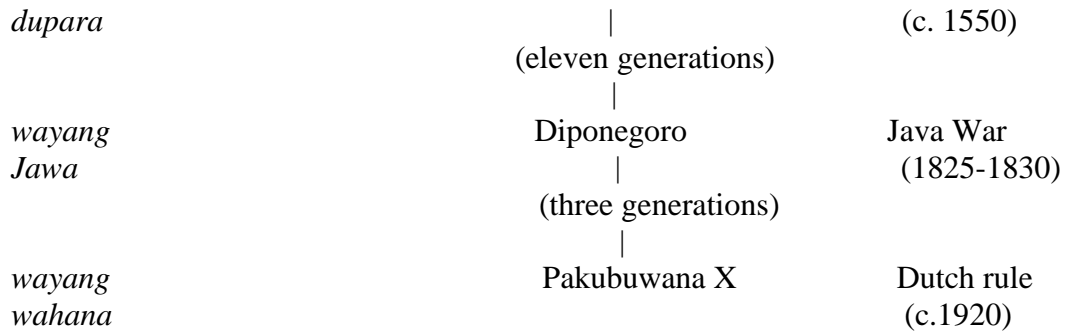 dupara | (c. 1550)
(eleven generations)
|
wayang Diponegoro Java War
Jawa | (1825-1830)
(three generations)
|
wayang Pakubuwana X Dutch rule
wahana (c.1920)